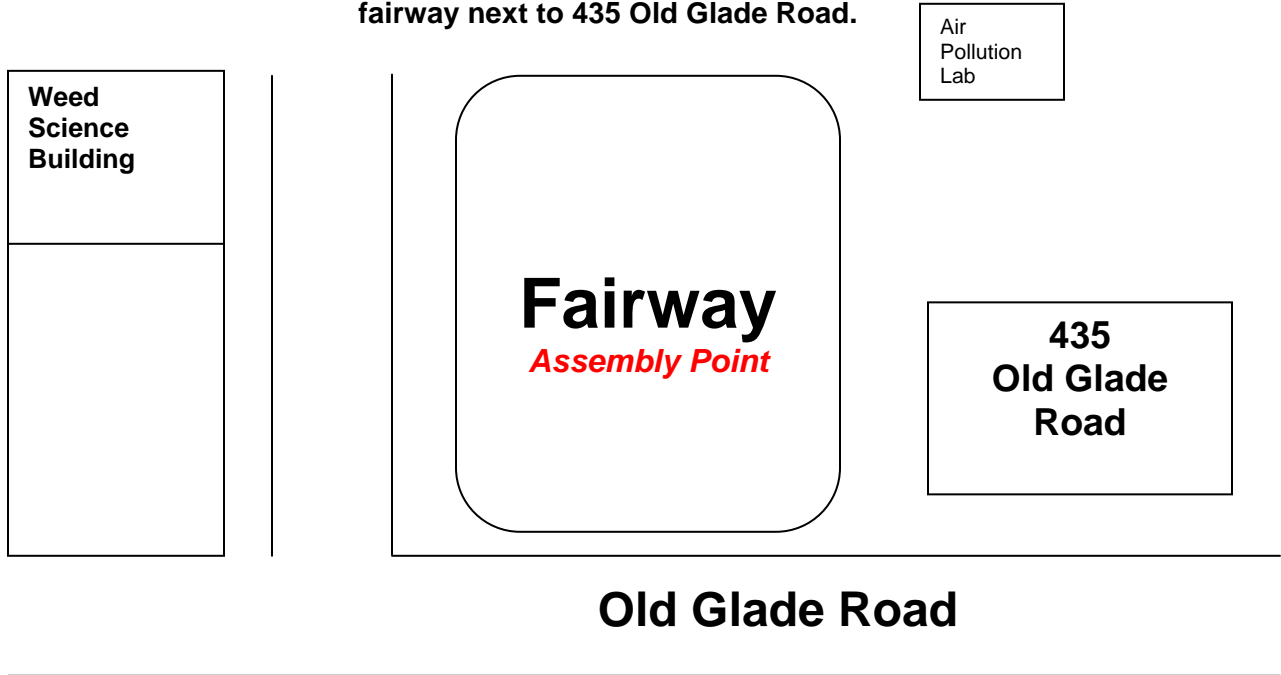 fairway next to 435 Old Glade Road.
Air
Pollution
Lab
Weed
Science
Building
Fairway
Assembly Point
435
Old Glade
Road
Old Glade Road